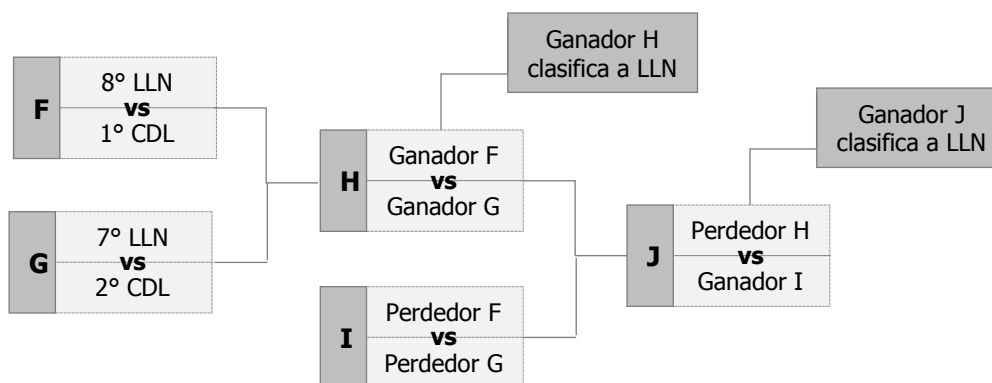 F
8° LLN
vs
1° CDL
G
7° LLN
vs
2° CDL
H
Ganador F
vs
Ganador G
I
Perdedor F
vs
Perdedor G
Ganador H
clasifica a LLN
J
Perdedor H
vs
Ganador I
Ganador J
clasifica a LLN